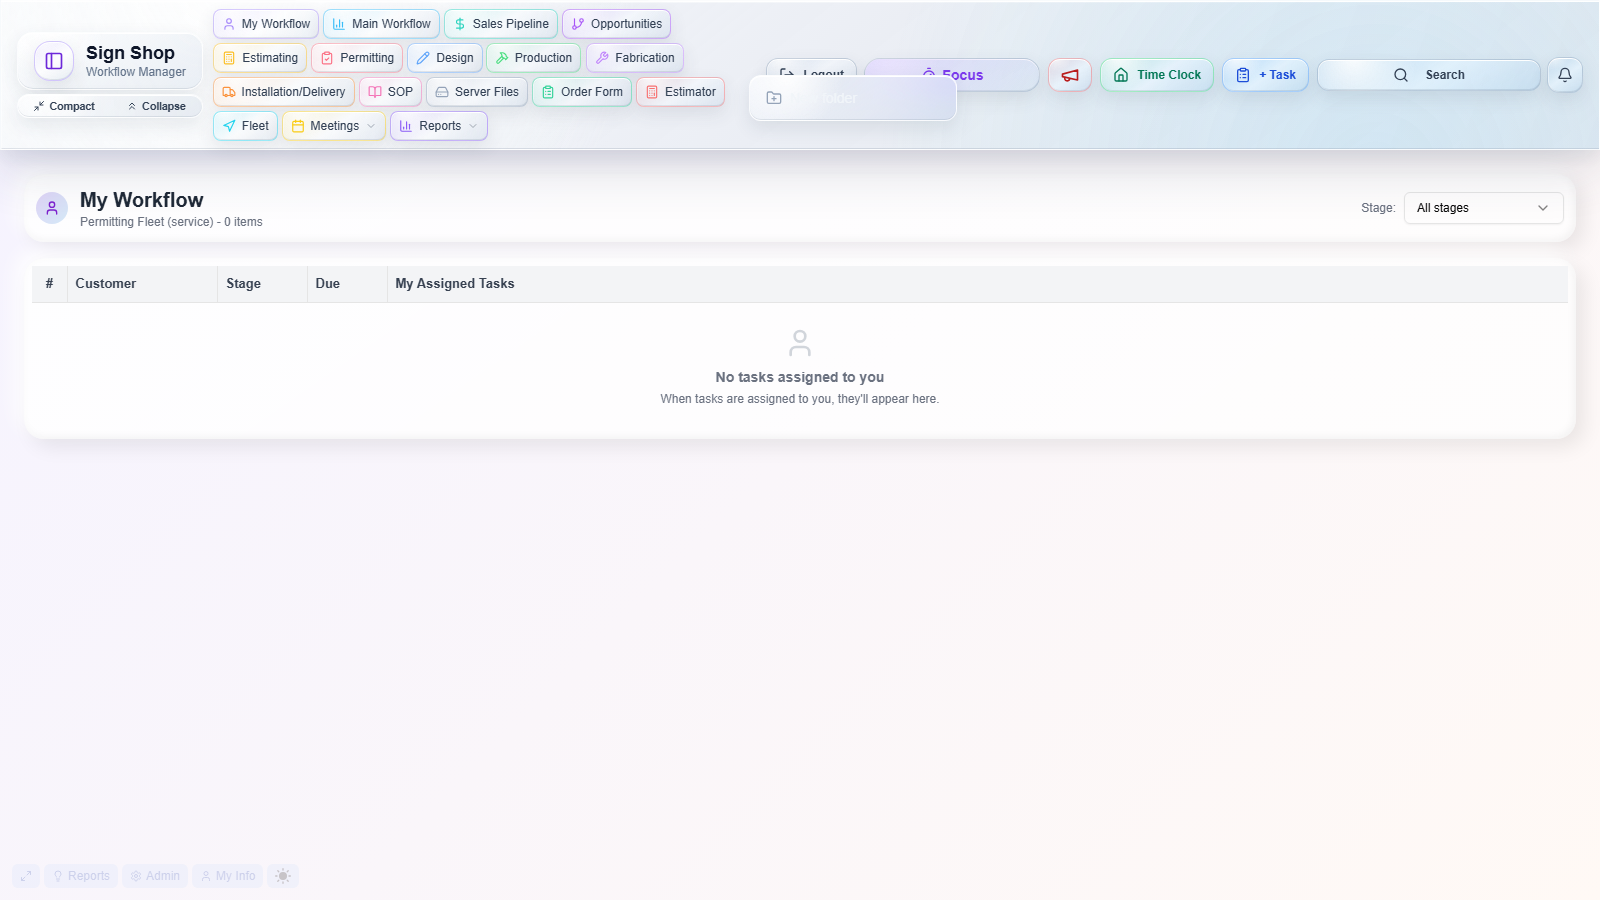 Sign Shop
Workflow Manager
Compact
Collapse
My Workflow
Main Workflow
Sales Pipeline
Opportunities
Estimating
Permitting
Design
Production
Fabrication
Installation/Delivery
SOP
Server Files
Order Form
Estimator
Fleet
Meetings
Reports
Logout
Focus
Time Clock
+ Task
Search
My Workflow
Permitting Fleet (service) - 0 items
Stage:
All stages
# Customer Stage Due My Assigned Tasks
No tasks assigned to you
When tasks are assigned to you, they'll appear here.
Reports
Admin
My Info